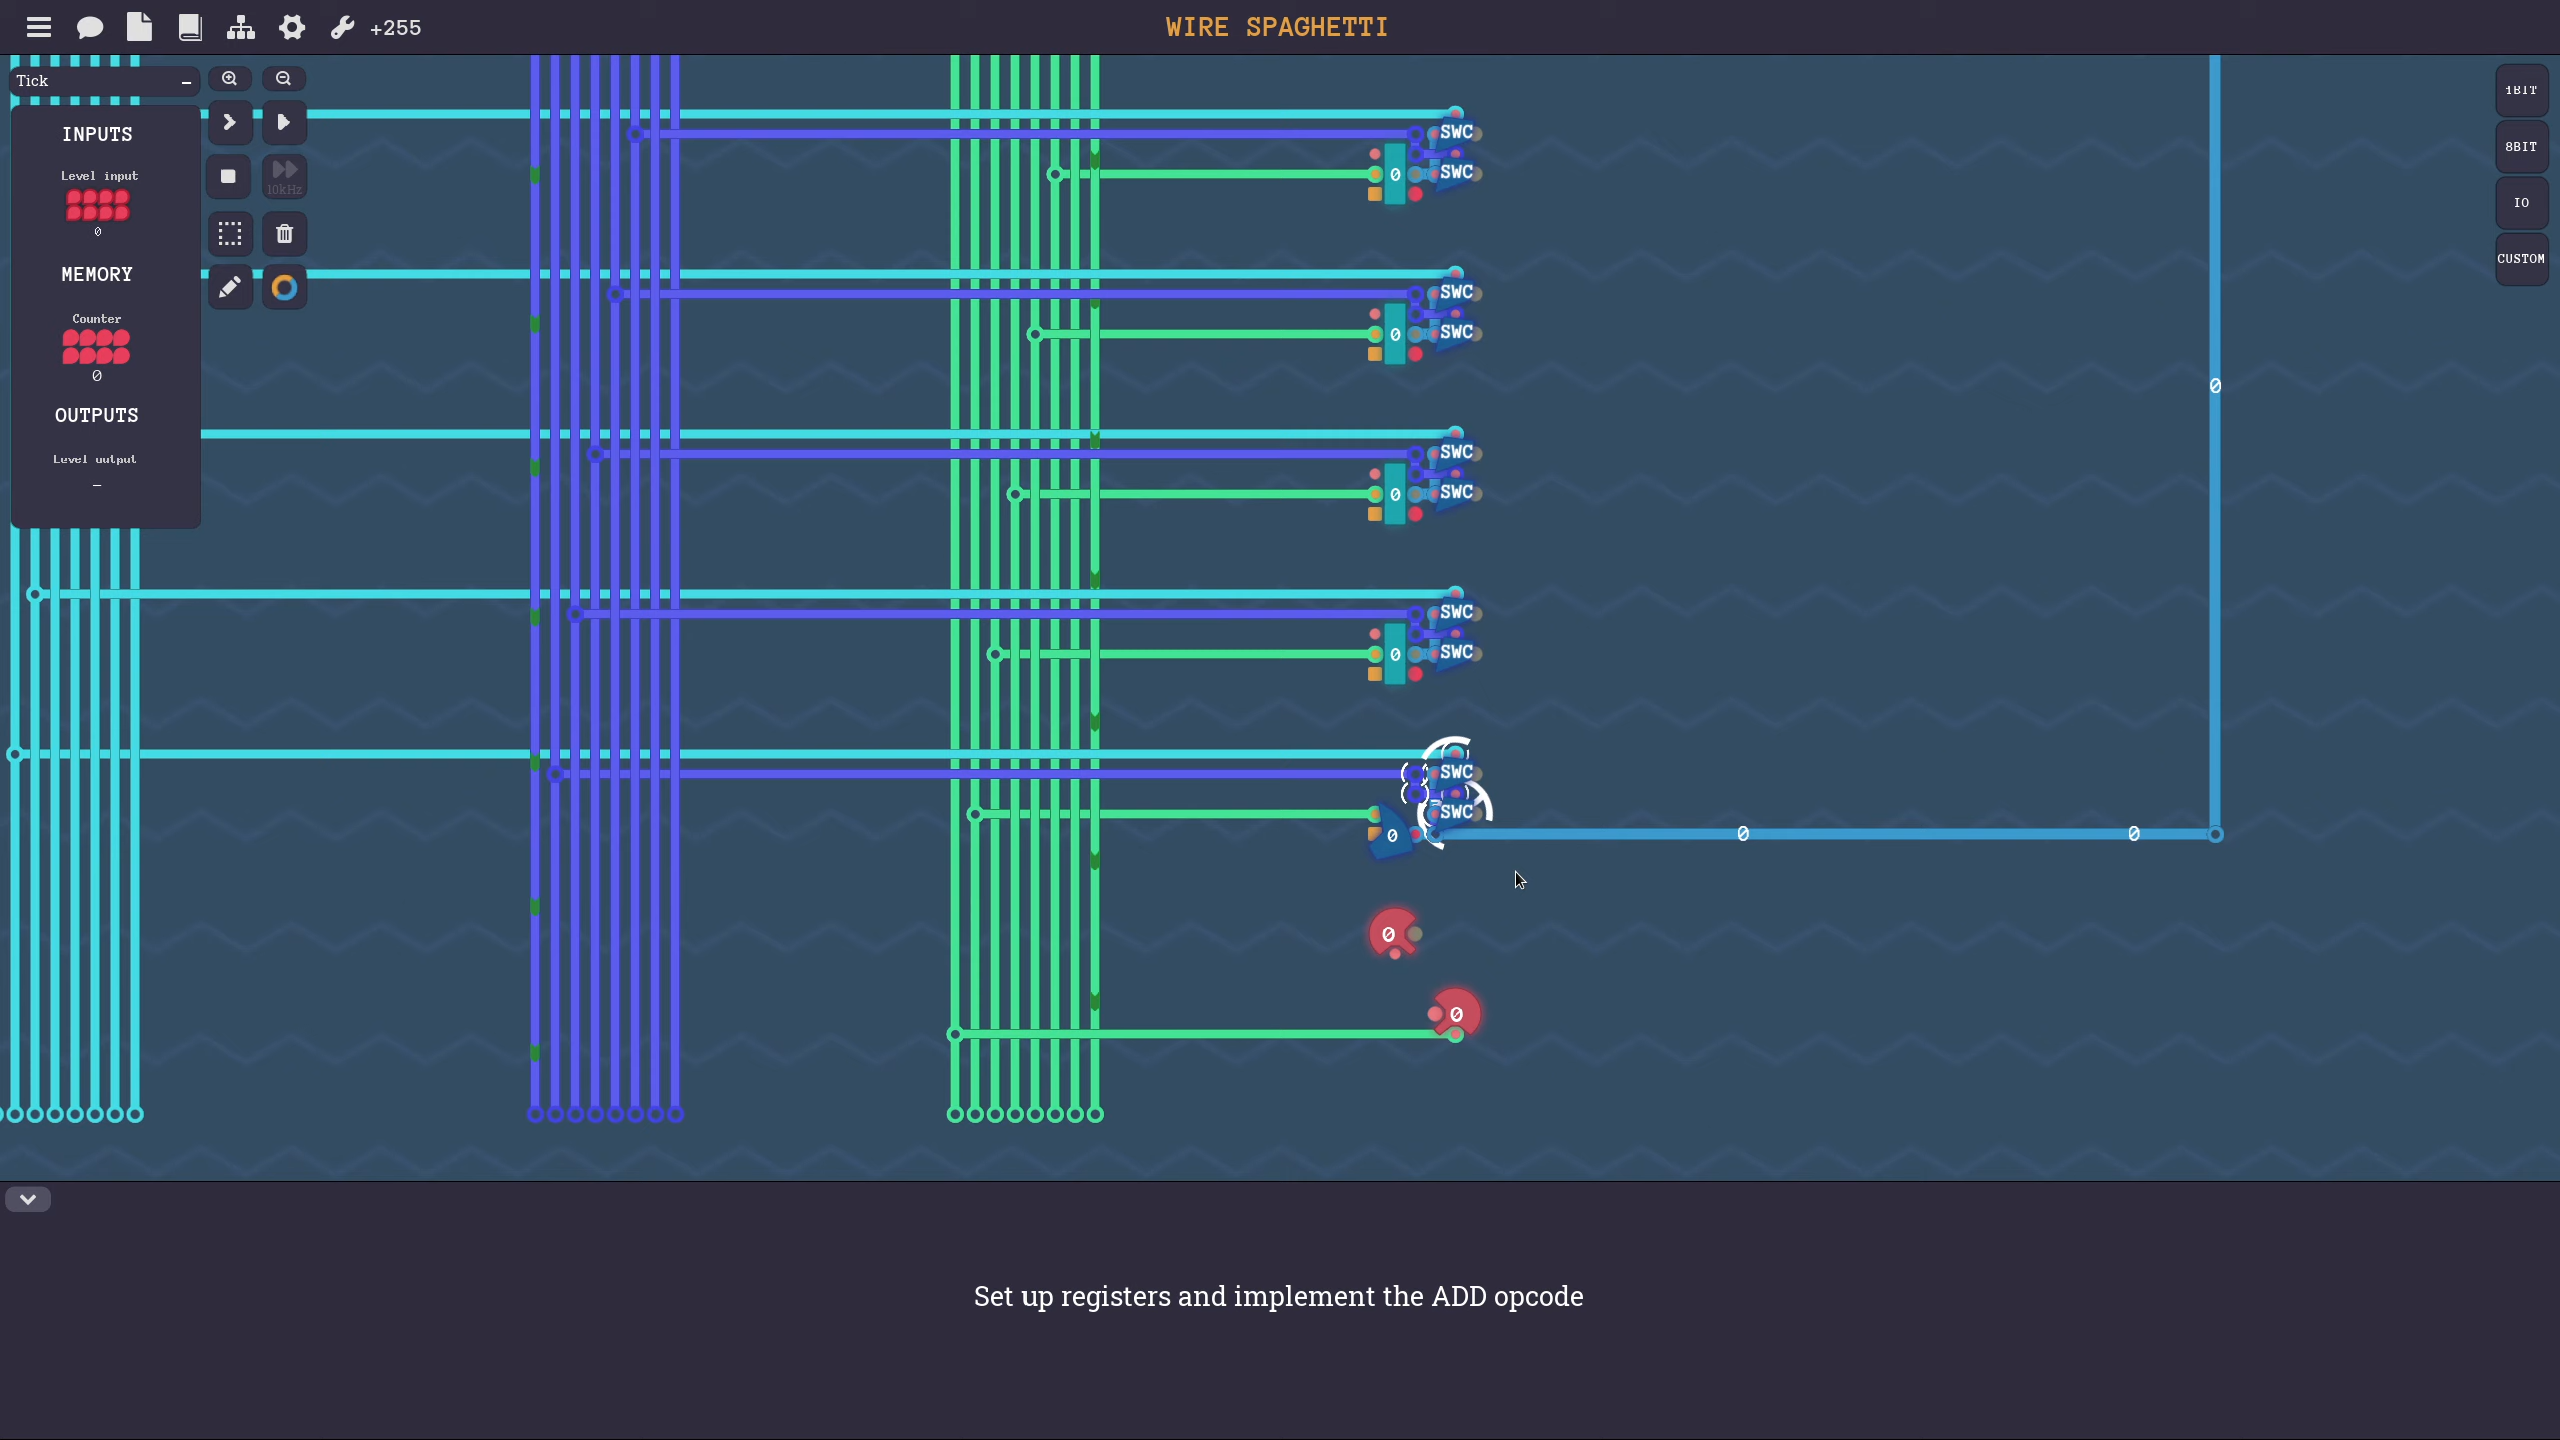 +255
WIRE SPAGHETTI
Tick
INPUTS
Level input
0
MEMORY
Counter
0
OUTPUTS
Level output
–
10kHz
1BIT
8BIT
IO
CUSTOM
SWC
0 SWC
SWC
0 SWC
0
SWC
0 SWC
SWC
0 SWC
SWC
SWC
0 0 0
0
0
Set up registers and implement the ADD opcode